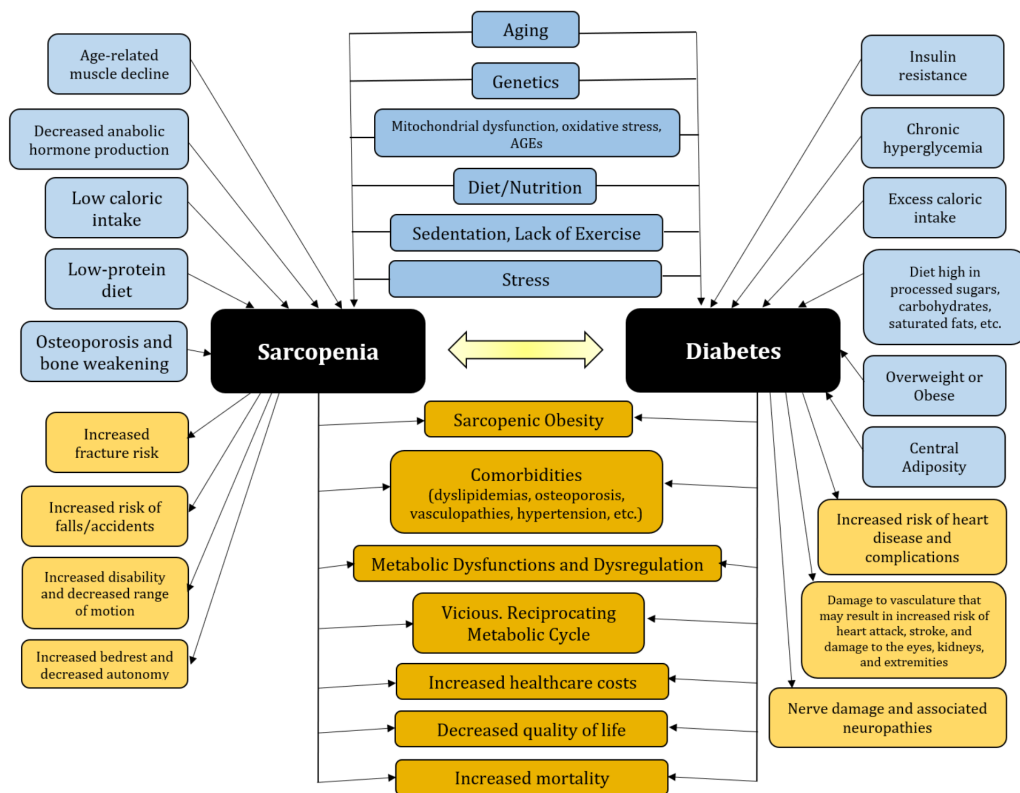 Aging
Genetics
Mitochondrial dysfunction, oxidative stress,
AGEs
Diet/Nutrition
Sedentation, Lack of Exercise
Stress
Age-related
muscle decline
Decreased anabolic
hormone production
Low caloric
intake
Low-protein
diet
Osteoporosis and
bone weakening
Insulin
resistance
Chronic
hyperglycemia
Excess caloric
intake
Diet high in
processed sugars,
carbohydrates,
saturated fats, etc.
Overweight or
Obese
Central
Adiposity
Sarcopenia
Diabetes
Increased
fracture risk
Increased risk of
falls/accidents
Increased disability
and decreased range
of motion
Increased bedrest and
decreased autonomy
Sarcopenic Obesity
Comorbidities
(dyslipidemias, osteoporosis,
vasculopathies, hypertension, etc.)
Metabolic Dysfunctions and Dysregulation
Vicious. Reciprocating
Metabolic Cycle
Increased healthcare costs
Decreased quality of life
Increased mortality
Increased risk of heart
disease and
complications
Damage to vasculature that
may result in increased risk of
heart attack, stroke, and
damage to the eyes, kidneys,
and extremities
Nerve damage and associated
neuropathies